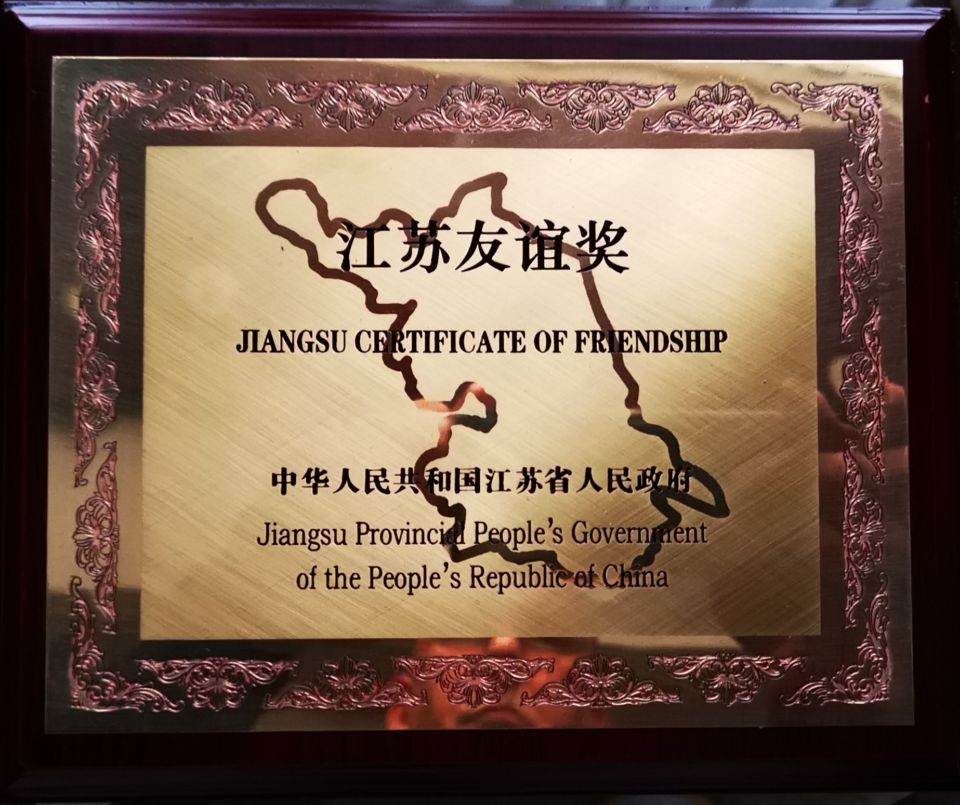 江苏友谊奖
JIANGSU CERTIFICATE OF FRIENDSHIP
中华人民共和国江苏省人民政府
Jiangsu Provincial People's Government
of the People's Republic of China